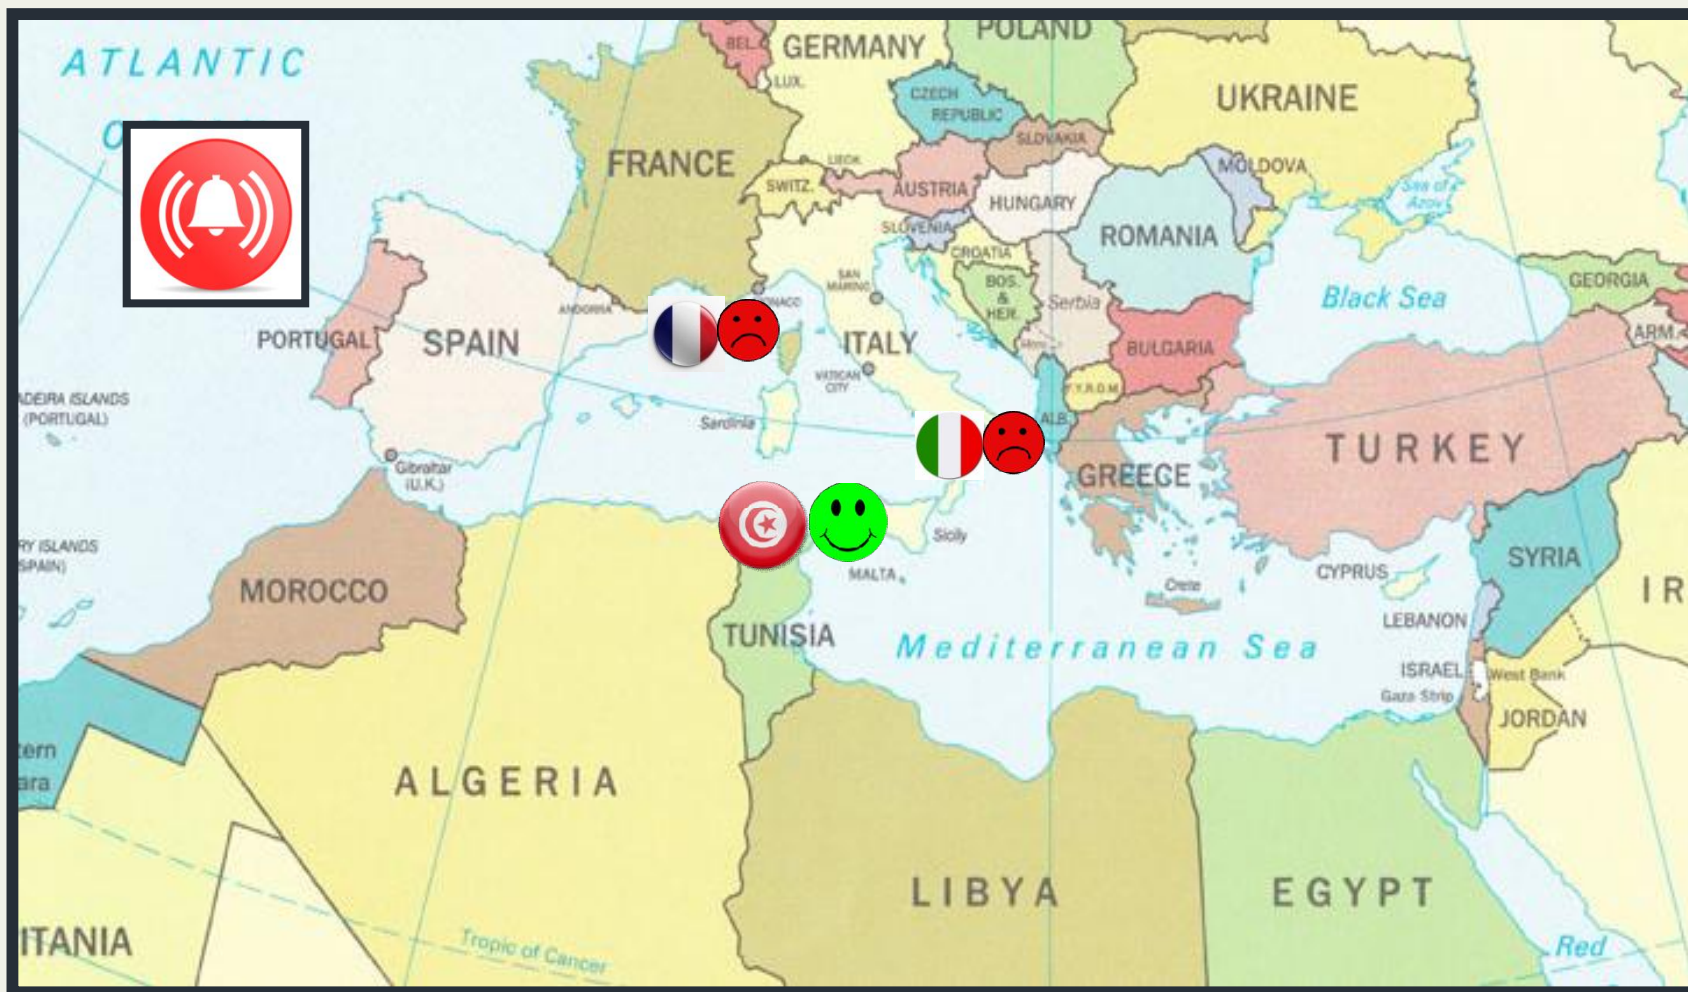 ATLANTIC
BEL.
LUX.
GERMANY
POLAND
CZECH
REPUBLIC
UKRAINE
SLOVAKIA
FRANCE
LIECH.
SWITZ.
AUSTRIA
HUNGARY
MOLDOVA
Sea of
Azov
SLOVENIA
CROATIA
ROMANIA
SAN
MARINO
BOS.
&
HER.
Serbia
Black Sea
GEORGIA
ARM.
ANDORRA
PORTUGAL
SPAIN
ITALY
VATICAN
CITY
BULGARIA
F.Y.R.O.M.
ALB.
ADEIRA ISLANDS
(PORTUGAL)
Sardinia
GREECE
TURKEY
Gibraltar
(U.K.)
RY ISLANDS
SPAIN)
MOROCCO
Sicily
MALTA
Crete
CYPRUS
SYRIA
IR
LEBANON
TUNISIA
Mediterranean Sea
ISRAEL
West Bank
Gaza Strip
JORDAN
tern
ara
ALGERIA
LIBYA
EGYPT
ITANIA
Tropic of Cancer
Red